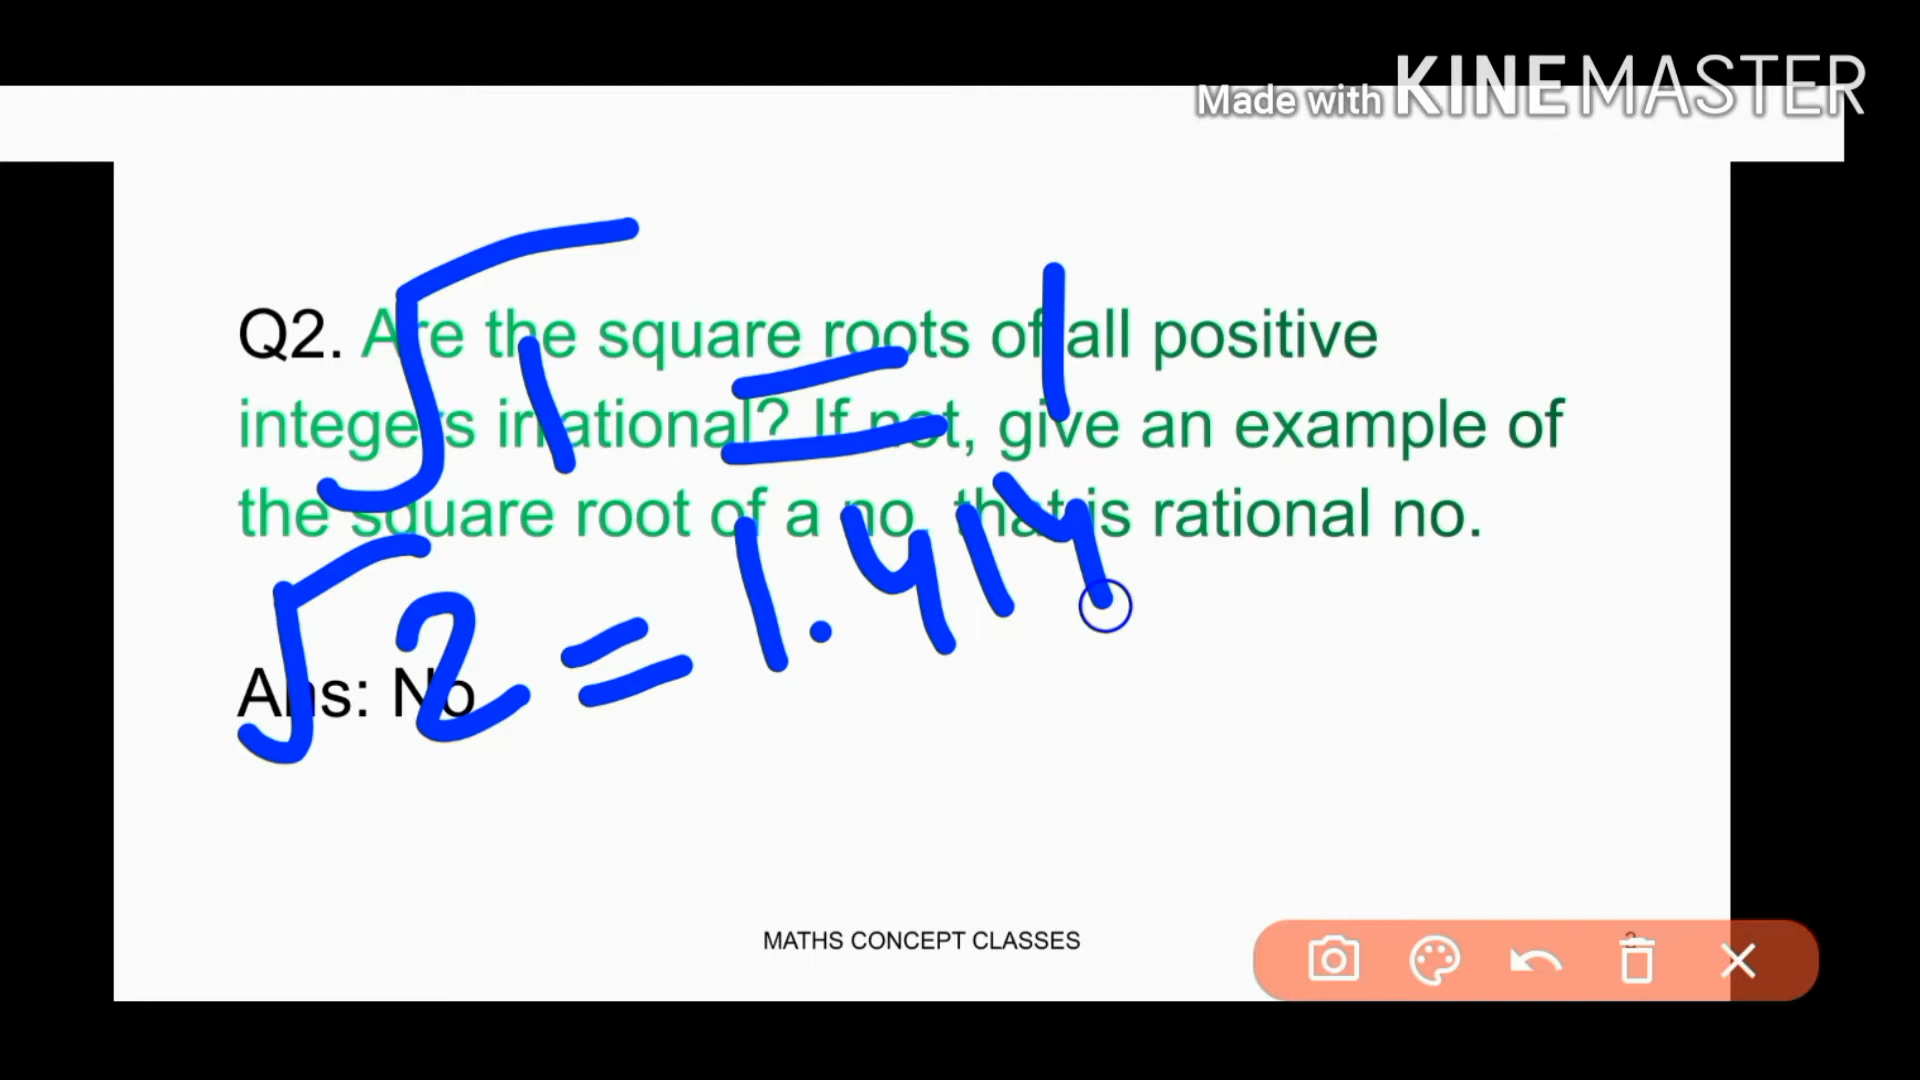 Made with KINEMASTER
√1 = 1
Q2. Are the square roots of all positive
integers irrational? If not, give an example of
the square root of a no. that is rational no.
√2 = 1.414
Ans: No
MATHS CONCEPT CLASSES